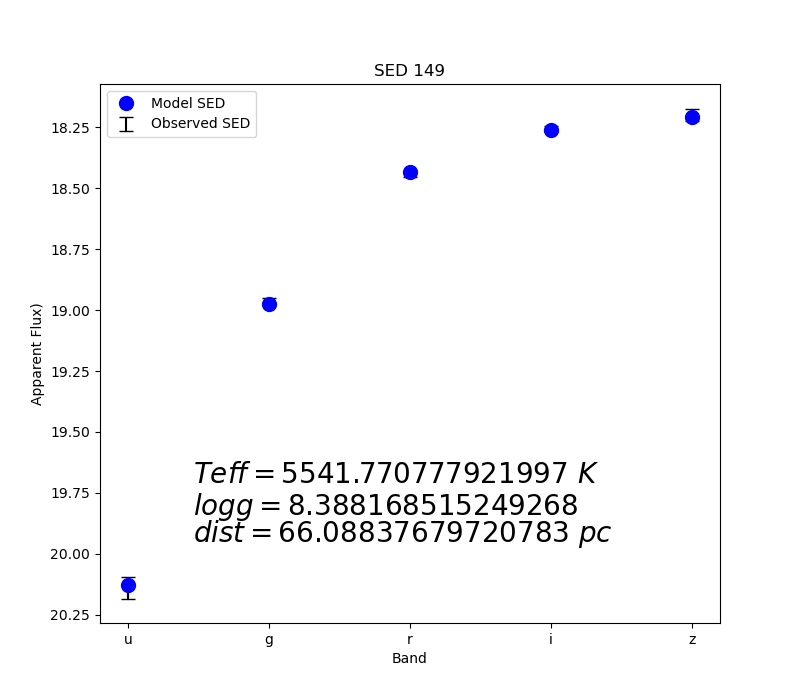 SED 149
Model SED
Observed SED
18.25
18.50
18.75
19.00
19.25
19.50
19.75
20.00
20.25
Apparent Flux)
Teff = 5541.770777921997 K
logg = 8.388168515249268
dist = 66.08837679720783 pc
u g r i z
Band